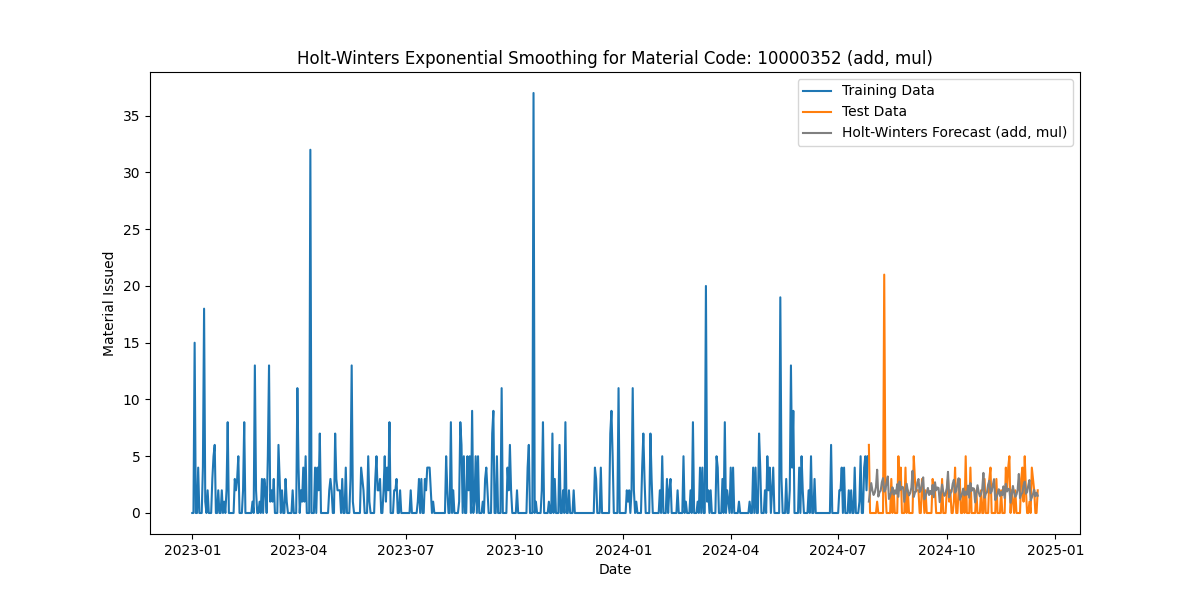 Holt-Winters Exponential Smoothing for Material Code: 10000352 (add, mul)
Training Data
Test Data
Holt-Winters Forecast (add, mul)
Material Issued
35
30
25
20
15
10
5
0
2023-01 2023-04 2023-07 2023-10 2024-01 2024-04 2024-07 2024-10 2025-01
Date